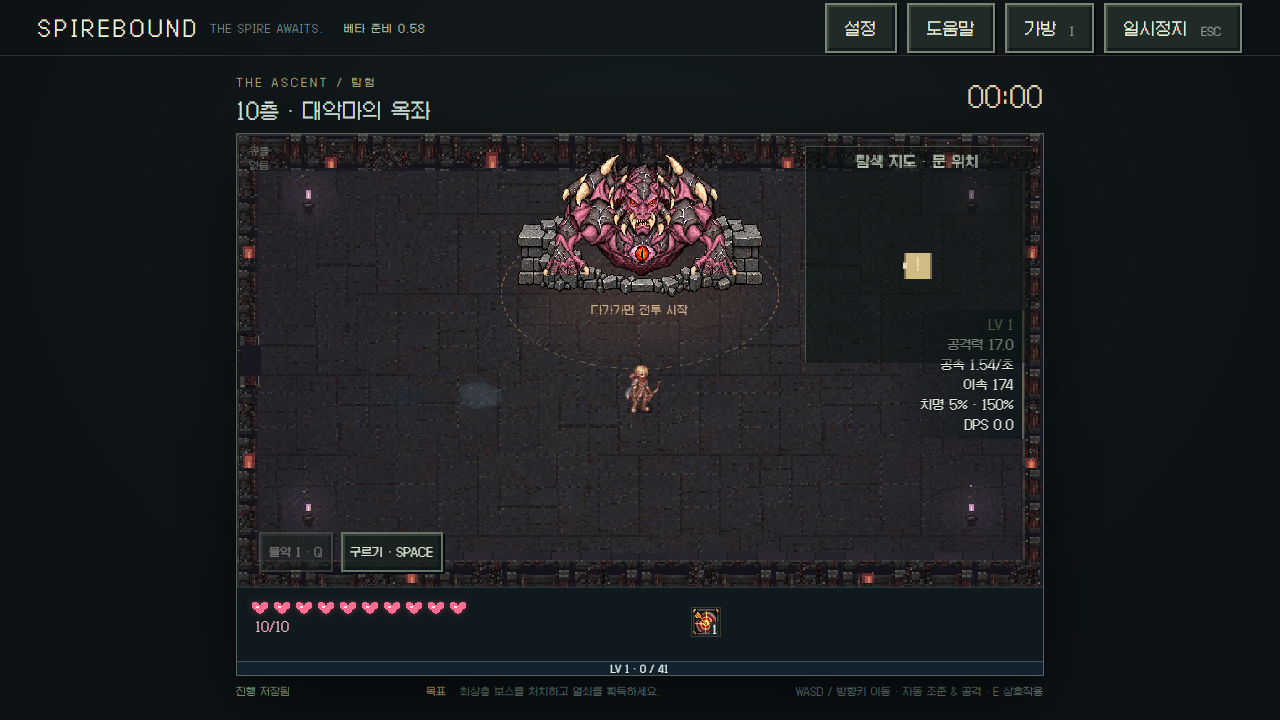 SPIREBOUND THE SPIRE AWAITS. 베타 준비 0.58 설정 도움말 가방 I 일시정지 ESC
THE ASCENT / 탐험
10층 · 대악마의 옥좌 00:00
유물
없음
탐색 지도 · 문 위치
다가가면 전투 시작
LV 1
공격력 17.0
공속 1.54/초
이속 174
치명 5% · 150%
DPS 0.0
물약 1 · Q 구르기 · SPACE
10/10
1
LV 1 · 0 / 41
진행 저장됨 목표 최상층 보스를 처치하고 열쇠를 획득하세요. WASD / 방향키 이동 · 자동 조준 & 공격 · E 상호작용